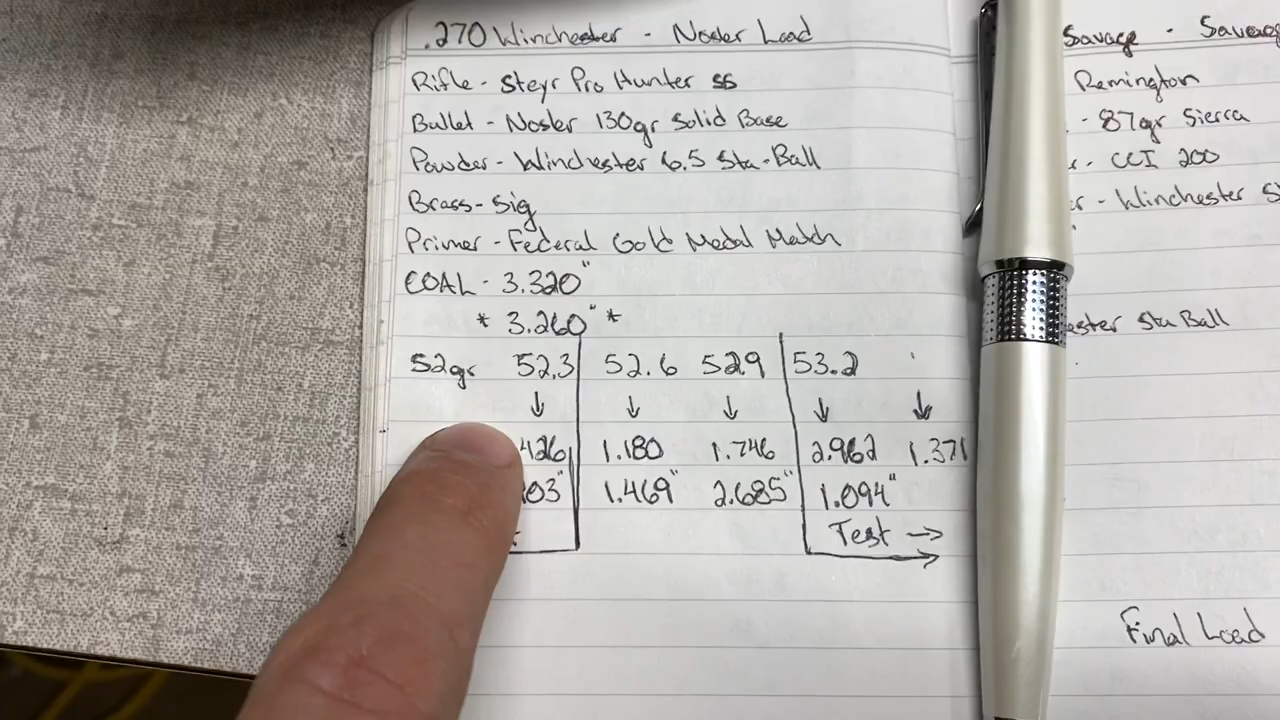 .270 Winchester - Nosler Load
Rifle - Steyr Pro Hunter SS
Bullet - Nosler 130gr Solid Base
Powder - Winchester 6.5 Sta-Ball
Brass - Sig
Primer - Federal Gold Medal Match
COAL - 3.320"
* 3.260" *
52gr 52.3 52.6 52.9 53.2
↓ ↓ ↓ ↓ ↓
426 1.180 1.746 2.962 1.371
03" 1.469" 2.685" 1.094"
Test →
Savage - Savage
Remington
- 87gr Sierra
- CCI 200
- Winchester
Sta Ball
Final Load